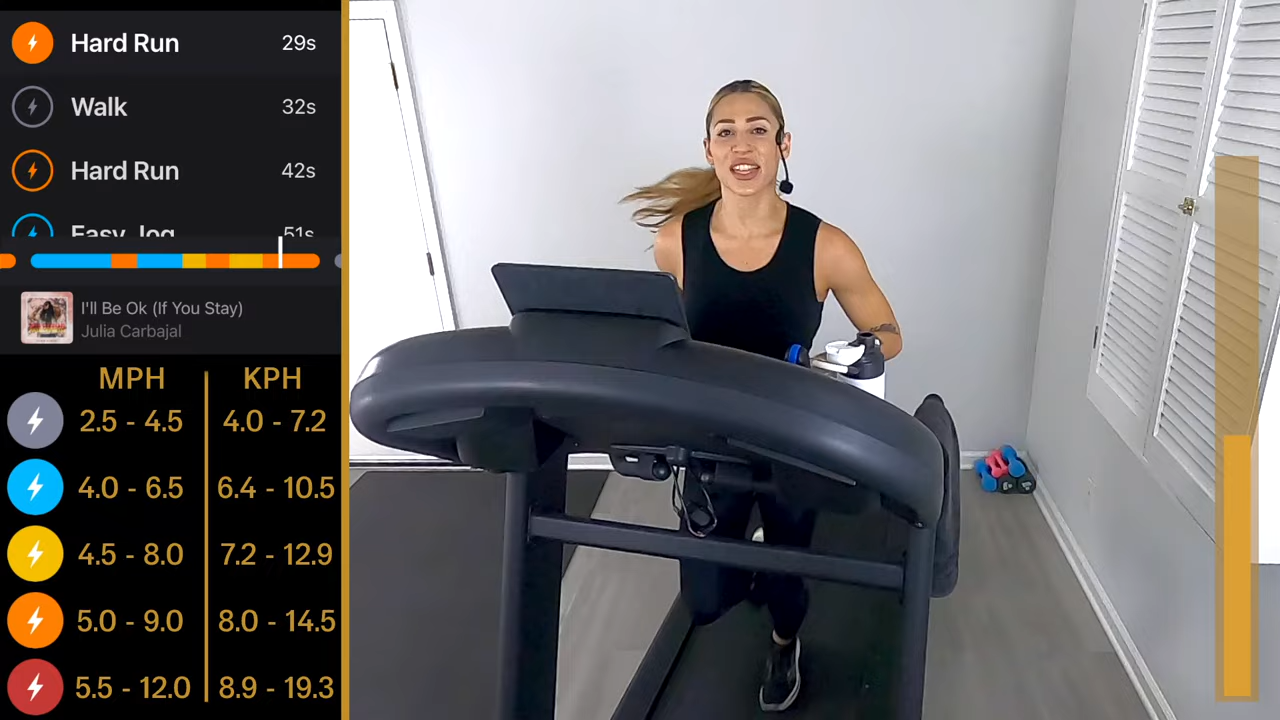 Hard Run 29s
Walk 32s
Hard Run 42s
Easy Jog 51s
I'll Be Ok (If You Stay)
Julia Carbajal
MPH KPH
2.5 - 4.5 4.0 - 7.2
4.0 - 6.5 6.4 - 10.5
4.5 - 8.0 7.2 - 12.9
5.0 - 9.0 8.0 - 14.5
5.5 - 12.0 8.9 - 19.3